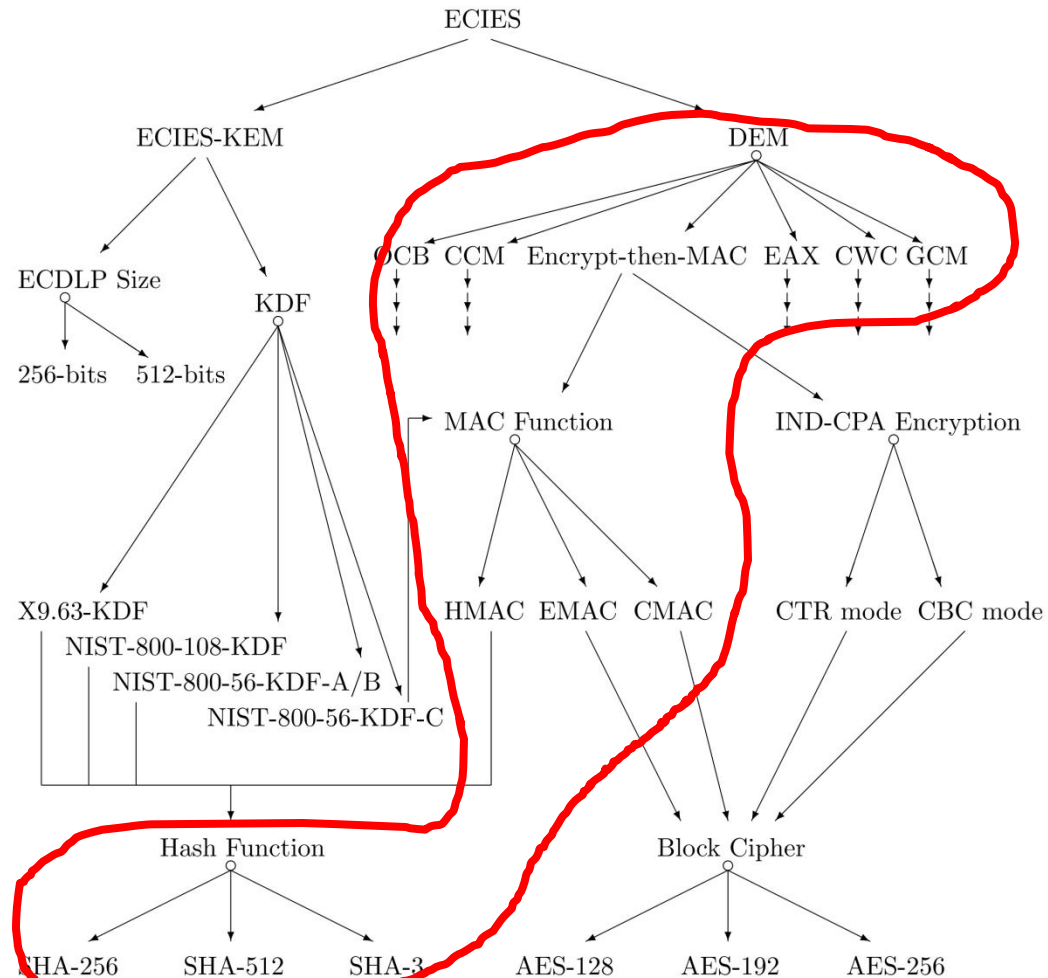 ECIES
ECIES-KEM DEM
OCB CCM Encrypt-then-MAC EAX CWC GCM
ECDLP Size
KDF
256-bits 512-bits
MAC Function IND-CPA Encryption
X9.63-KDF HMAC EMAC CMAC CTR mode CBC mode
NIST-800-108-KDF
NIST-800-56-KDF-A/B
NIST-800-56-KDF-C
Hash Function Block Cipher
SHA-256 SHA-512 SHA-3 AES-128 AES-192 AES-256